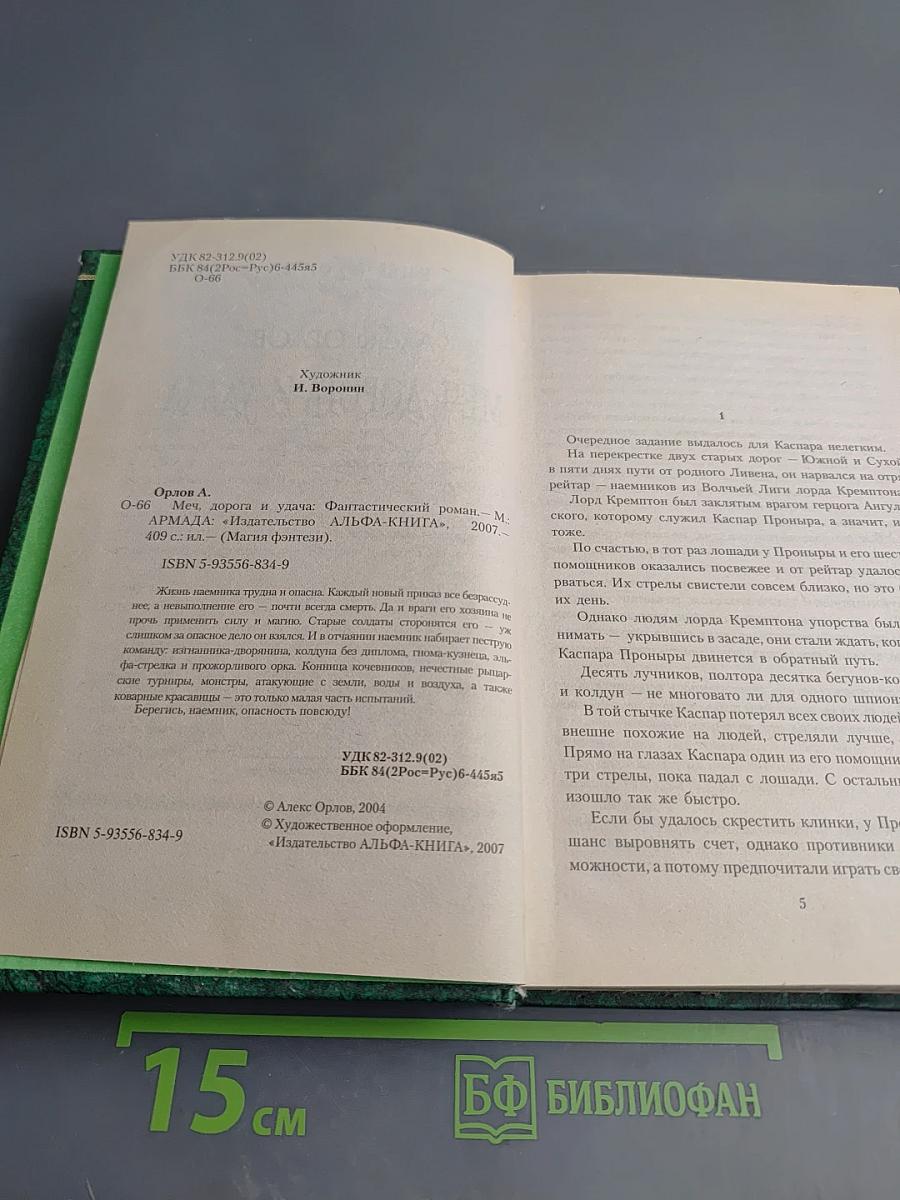 УДК 82-312.9(02)
ББК 84(2Рос=Рус)6-445я5
О-66
Художник
И. Воронин
Орлов А.
О-66 Меч, дорога и удача: Фантастический роман.— М.:
АРМАДА: «Издательство АЛЬФА-КНИГА», 2007.—
409 с.: ил.— (Магия фэнтези).
ISBN 5-93556-834-9
Жизнь наемника трудна и опасна. Каждый новый приказ все безрассуд-
нее, а невыполнение его — почти всегда смерть. Да и враги его хозяина не
прочь применить силу и магию. Старые солдаты сторонятся его — уж
слишком за опасное дело он взялся. И в отчаянии наемник набирает пеструю
команду: изгнанника-дворянина, колдуна без диплома, гнома-кузнеца, эль-
фа-стрелка и прожорливого орка. Конница кочевников, нечестные рыцар-
ские турниры, монстры, атакующие с земли, воды и воздуха, а также
коварные красавицы — это только малая часть испытаний.
Берегись, наемник, опасность повсюду!
УДК 82-312.9(02)
ББК 84(2Рос=Рус)6-445я5
© Алекс Орлов, 2004
© Художественное оформление,
«Издательство АЛЬФА-КНИГА», 2007
ISBN 5-93556-834-9
1
Очередное задание выдалось для Каспара нелегким.
На перекрестке двух старых дорог — Южной и Сухой
в пяти днях пути от родного Ливена, он нарвался на отр
рейтар — наемников из Волчьей Лиги лорда Кремптона
Лорд Кремптон был заклятым врагом герцога Ангул
ского, которому служил Каспар Проныра, а значит, и
тоже.
По счастью, в тот раз лошади у Проныры и его шест
помощников оказались посвежее и от рейтар удалос
рваться. Их стрелы свистели совсем близко, но это б
их день.
Однако людям лорда Кремптона упорства был
нимать — укрывшись в засаде, они стали ждать, ког
Каспара Проныры двинется в обратный путь.
Десять лучников, полтора десятка бегунов-ко
и колдун — не многовато ли для одного шпион
В той стычке Каспар потерял всех своих людей
внешне похожие на людей, стреляли лучше,
Прямо на глазах Каспара один из его помощни
три стрелы, пока падал с лошади. С остальн
изошло так же быстро.
Если бы удалось скрестить клинки, у Пр
шанс выровнять счет, однако противники
можности, а потому предпочитали играть св
5
15 см
БФ БИБЛИОФАН